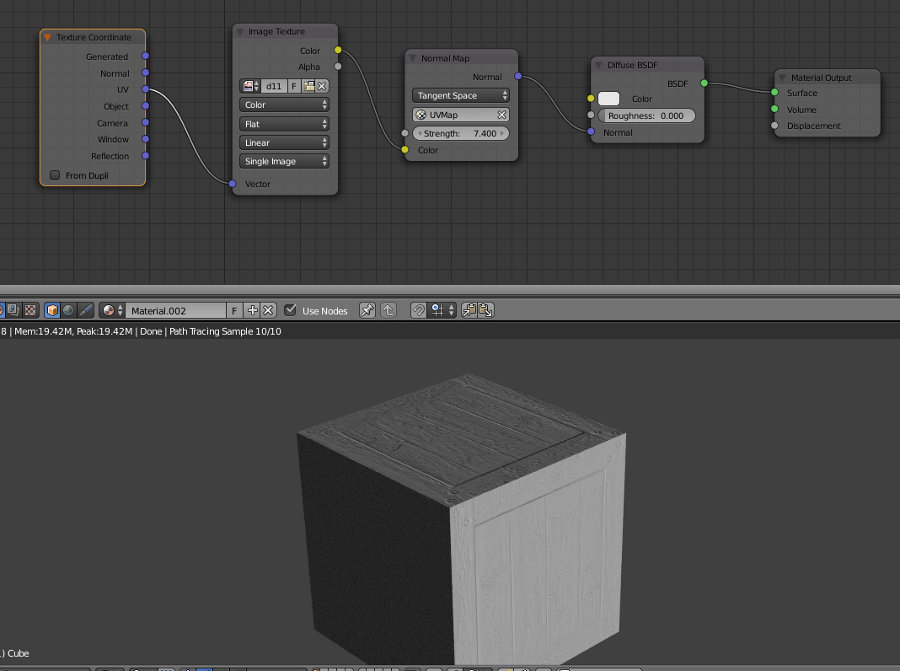 Texture Coordinate
Generated
Normal
UV
Object
Camera
Window
Reflection
From Dupli
Image Texture
Color
Alpha
d11 F
Color
Flat
Linear
Single Image
Vector
Normal Map
Normal
Tangent Space
UVMap
Strength: 7.400
Color
Diffuse BSDF
BSDF
Color
Roughness: 0.000
Normal
Material Output
Surface
Volume
Displacement
Material.002 F Use Nodes
8 | Mem:19.42M, Peak:19.42M | Done | Path Tracing Sample 10/10
) Cube